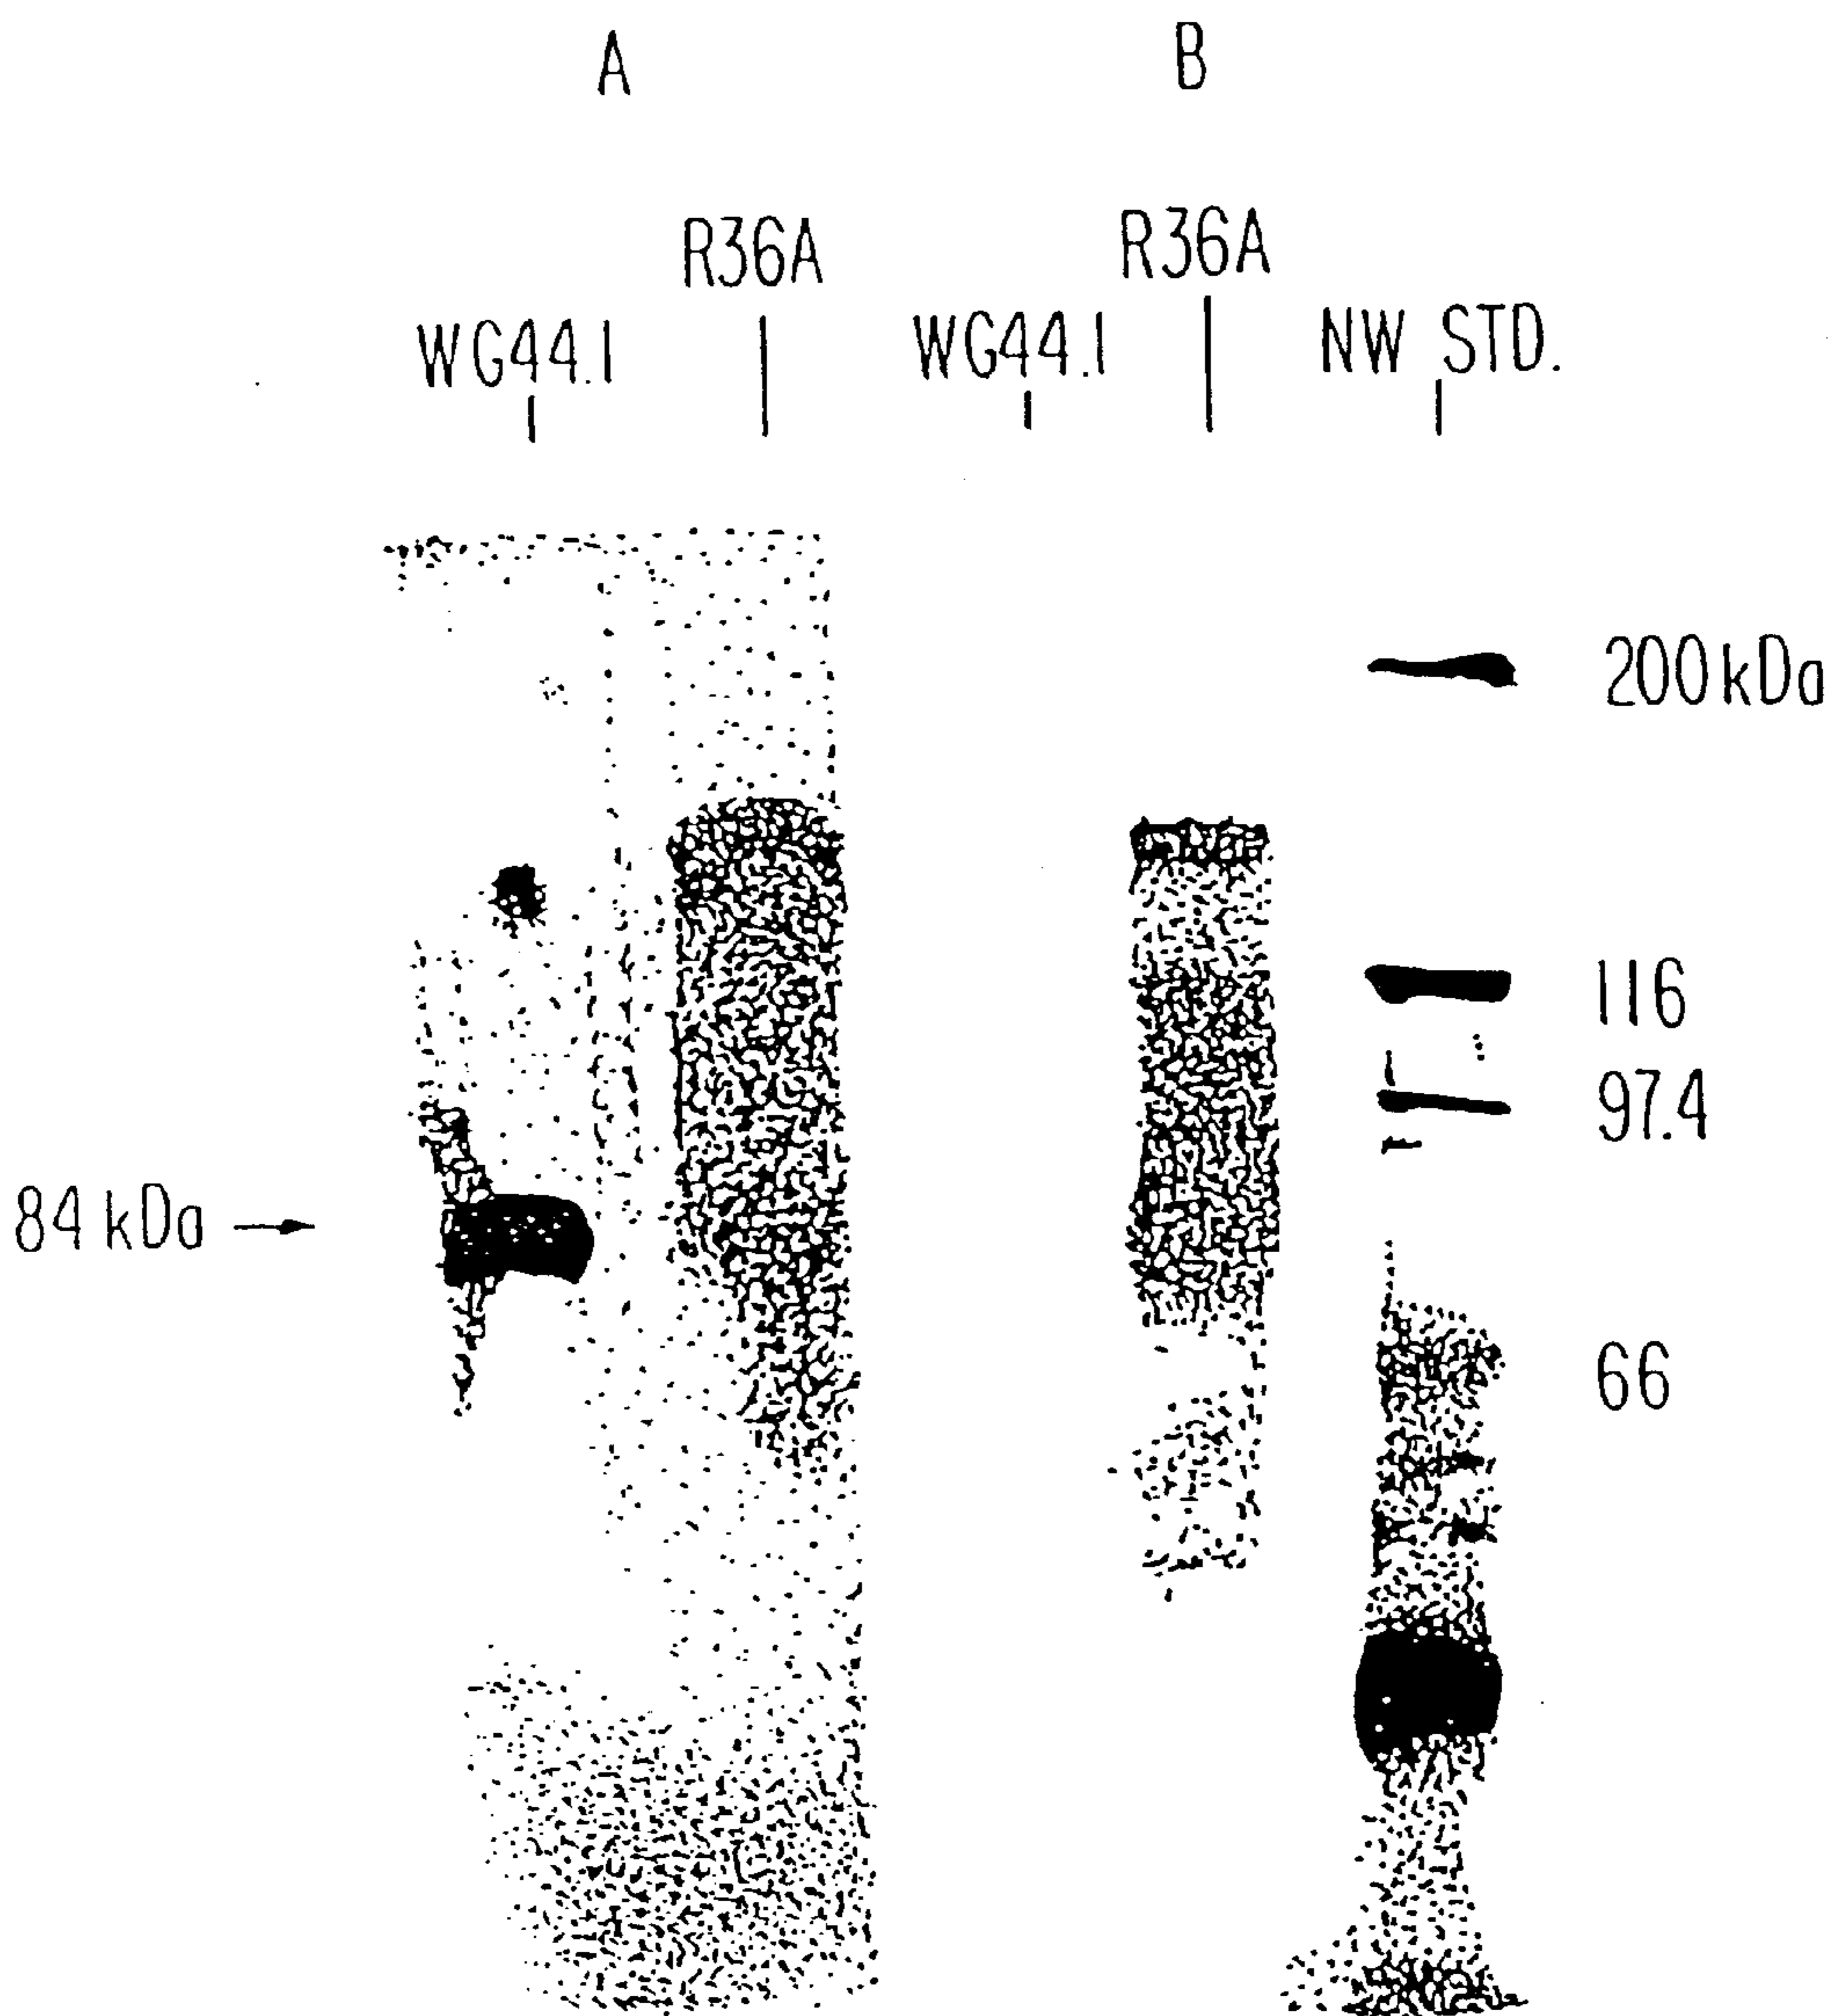 A B
R36A R36A
WG44.1 WG44.1 NW STD.
200 kDa
116
97.4
84 kDa
66